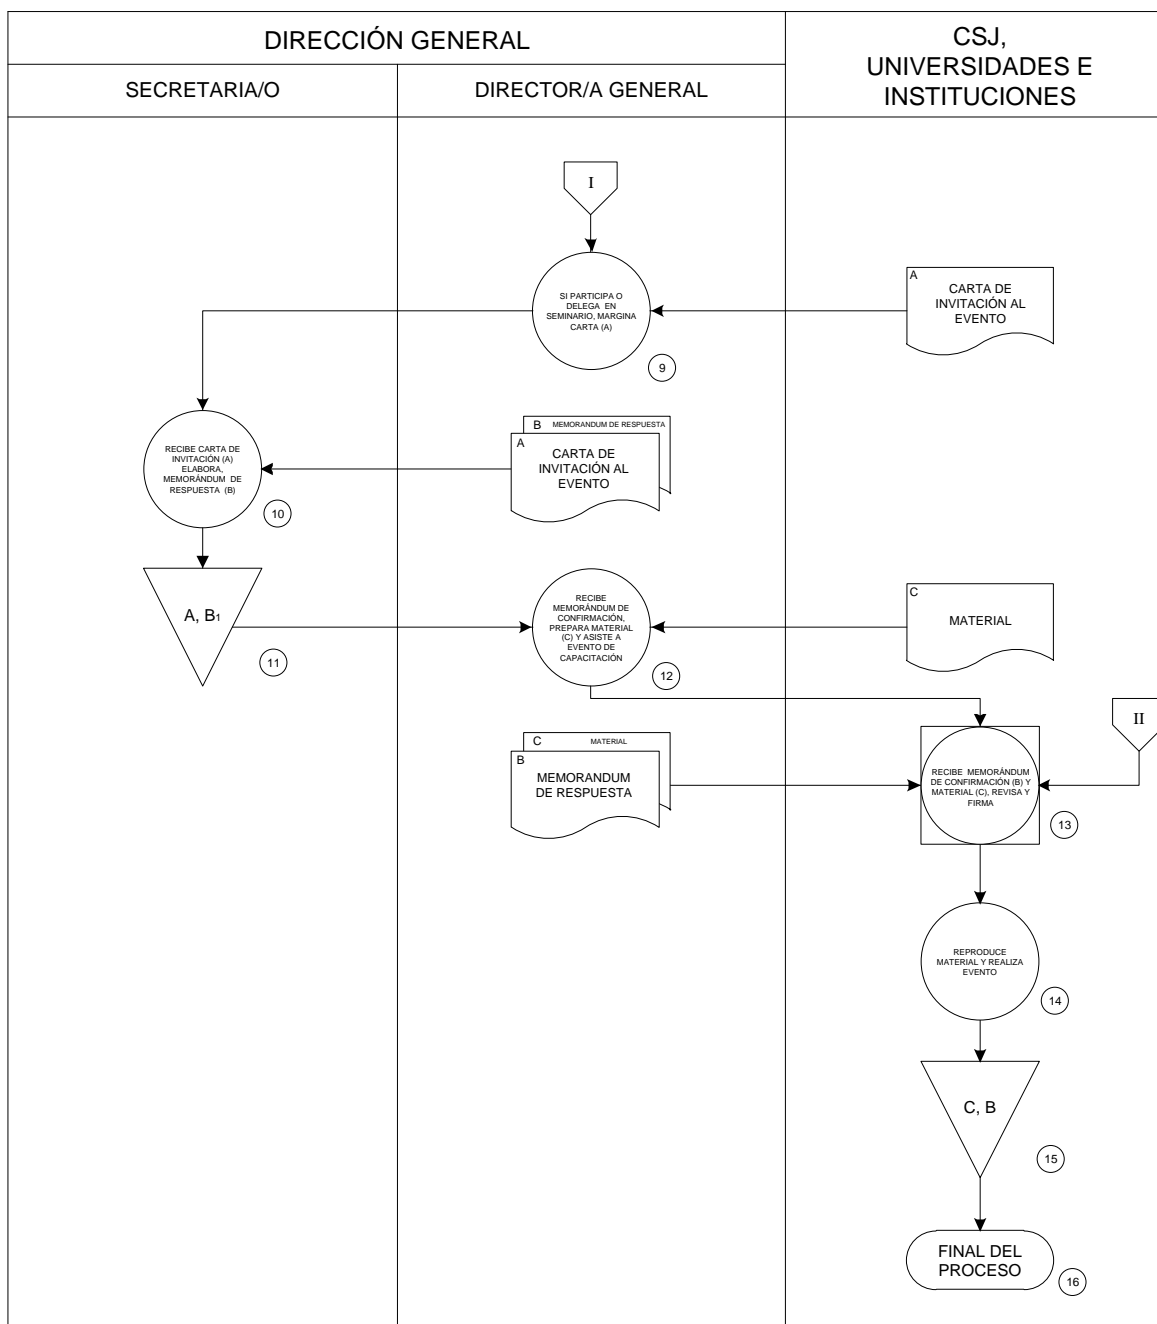 DIRECCIÓN GENERAL
CSJ,
UNIVERSIDADES E
INSTITUCIONES
SECRETARIA/O
DIRECTOR/A GENERAL
I
SI PARTICIPA O
DELEGA EN
SEMINARIO, MARGINA
CARTA (A)
9
A
CARTA DE
INVITACIÓN AL
EVENTO
RECIBE CARTA DE
INVITACIÓN (A)
ELABORA,
MEMORÁNDUM DE
RESPUESTA (B)
10
B MEMORANDUM DE RESPUESTA
A
CARTA DE
INVITACIÓN AL
EVENTO
A, B1
11
RECIBE
MEMORÁNDUM DE
CONFIRMACIÓN,
PREPARA MATERIAL
(C) Y ASISTE A
EVENTO DE
CAPACITACIÓN
12
C
MATERIAL
C MATERIAL
B
MEMORANDUM
DE RESPUESTA
II
RECIBE MEMORÁNDUM
DE CONFIRMACIÓN (B) Y
MATERIAL (C), REVISA Y
FIRMA
13
REPRODUCE
MATERIAL Y REALIZA
EVENTO
14
C, B
15
FINAL DEL
PROCESO
16